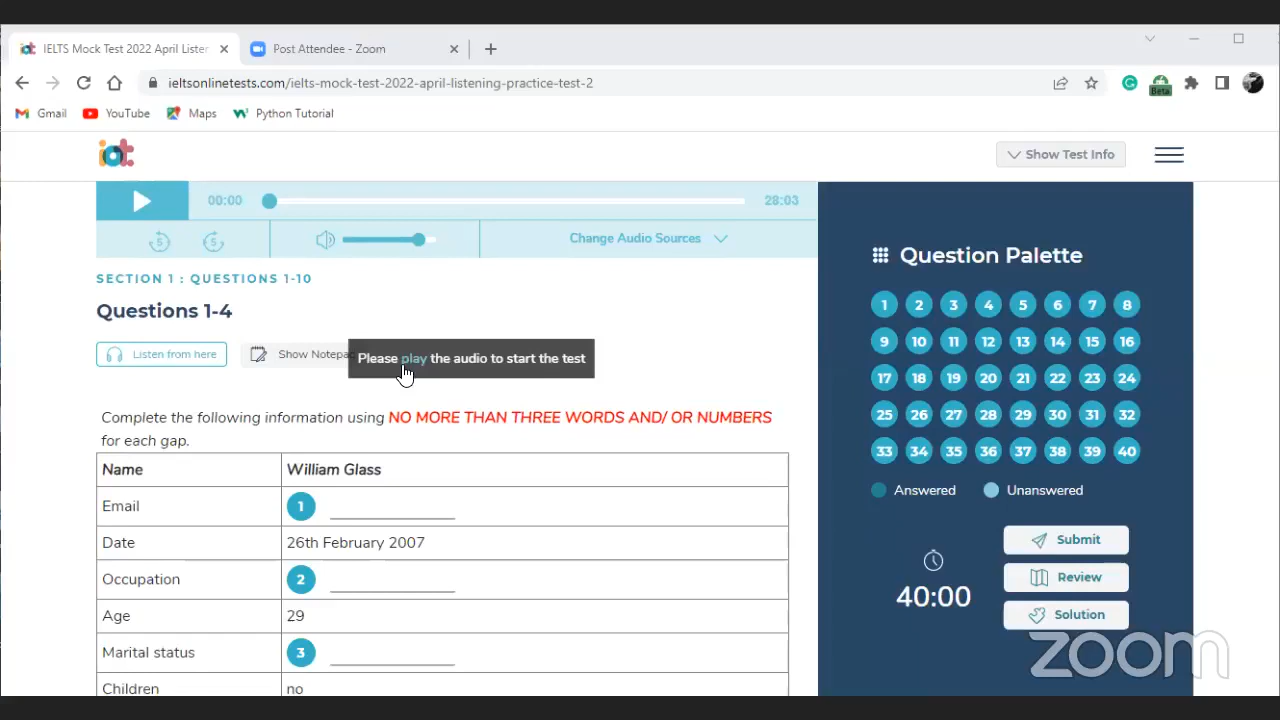 IELTS Mock Test 2022 April Lister
Post Attendee - Zoom
ieltsonlinetests.com/ielts-mock-test-2022-april-listening-practice-test-2
Beta
Gmail
YouTube
Maps
Python Tutorial
iot
Show Test Info
00:00
28:03
5
5
Change Audio Sources
SECTION 1 : QUESTIONS 1-10
Questions 1-4
Listen from here
Show Notepa
Please play the audio to start the test
Complete the following information using NO MORE THAN THREE WORDS AND/ OR NUMBERS
for each gap.
Name William Glass
Email 1
Date 26th February 2007
Occupation 2
Age 29
Marital status 3
Children no
Question Palette
1 2 3 4 5 6 7 8
9 10 11 12 13 14 15 16
17 18 19 20 21 22 23 24
25 26 27 28 29 30 31 32
33 34 35 36 37 38 39 40
Answered Unanswered
40:00
Submit
Review
Solution
zoom